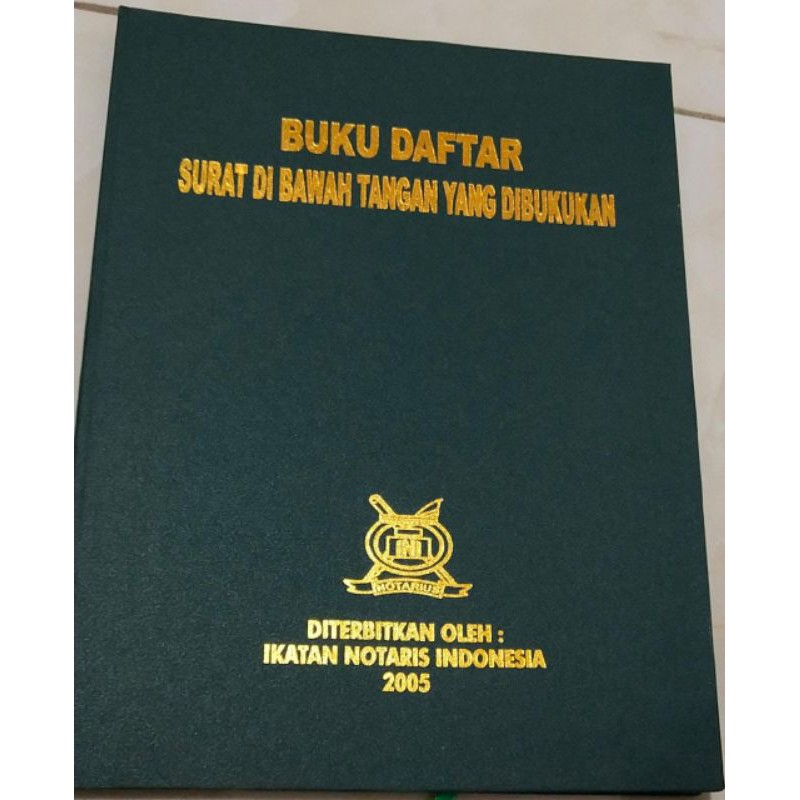 BUKU DAFTAR
SURAT DI BAWAH TANGAN YANG DIBUKUKAN
INI
NOTARIUS
DITERBITKAN OLEH :
IKATAN NOTARIS INDONESIA
2005